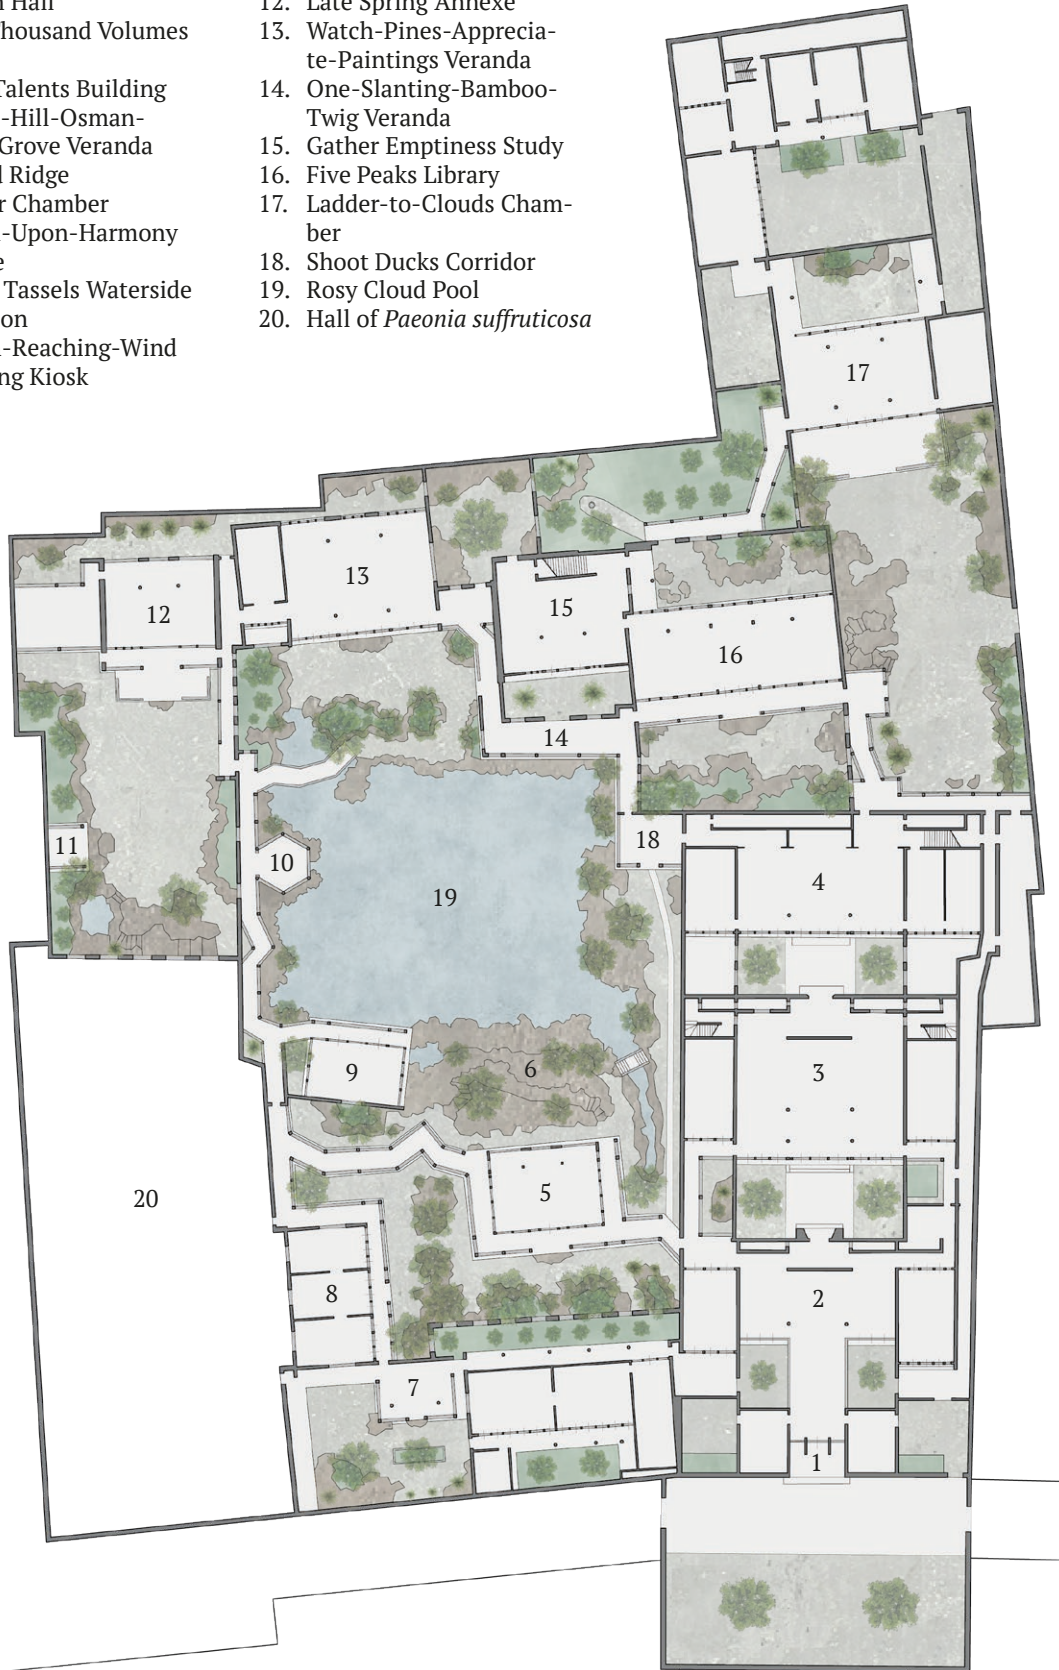 Hall
Thousand Volumes
Talents Building
-Hill-Osman-
Grove Veranda
Ridge
Chamber
-Upon-Harmony
Tassels Waterside
-Reaching-Wind
Kiosk
12. Late Spring Annexe
13. Watch-Pines-Apprecia-
te-Paintings Veranda
14. One-Slanting-Bamboo-
Twig Veranda
15. Gather Emptiness Study
16. Five Peaks Library
17. Ladder-to-Clouds Cham-
ber
18. Shoot Ducks Corridor
19. Rosy Cloud Pool
20. Hall of Paeonia suffruticosa
17
13
12
15
16
14
11
10
18
19
4
9
6
3
5
20
8
2
7
1